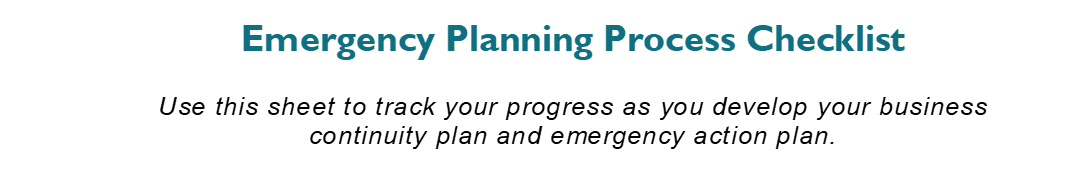 Emergency Planning Process Checklist
Use this sheet to track your progress as you develop your business
continuity plan and emergency action plan.